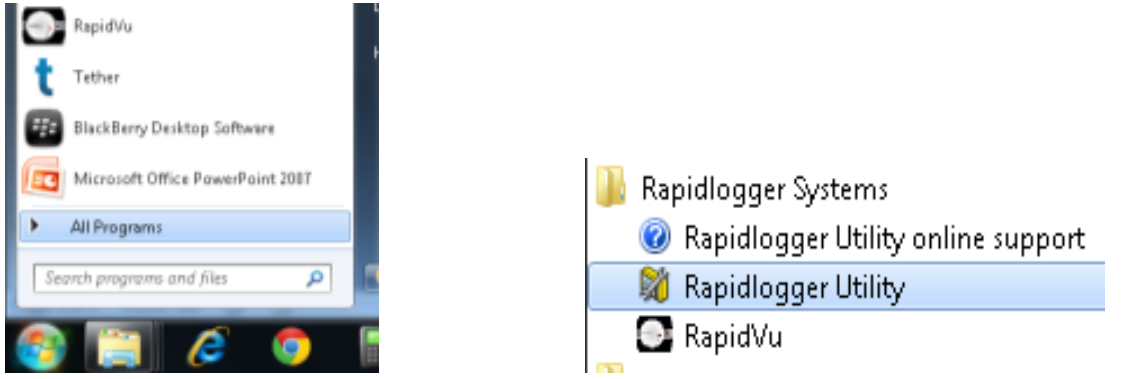 RapidVu
Tether
BlackBerry Desktop Software
Microsoft Office PowerPoint 2007
All Programs
Search programs and files
Rapidlogger Systems
Rapidlogger Utility online support
Rapidlogger Utility
RapidVu